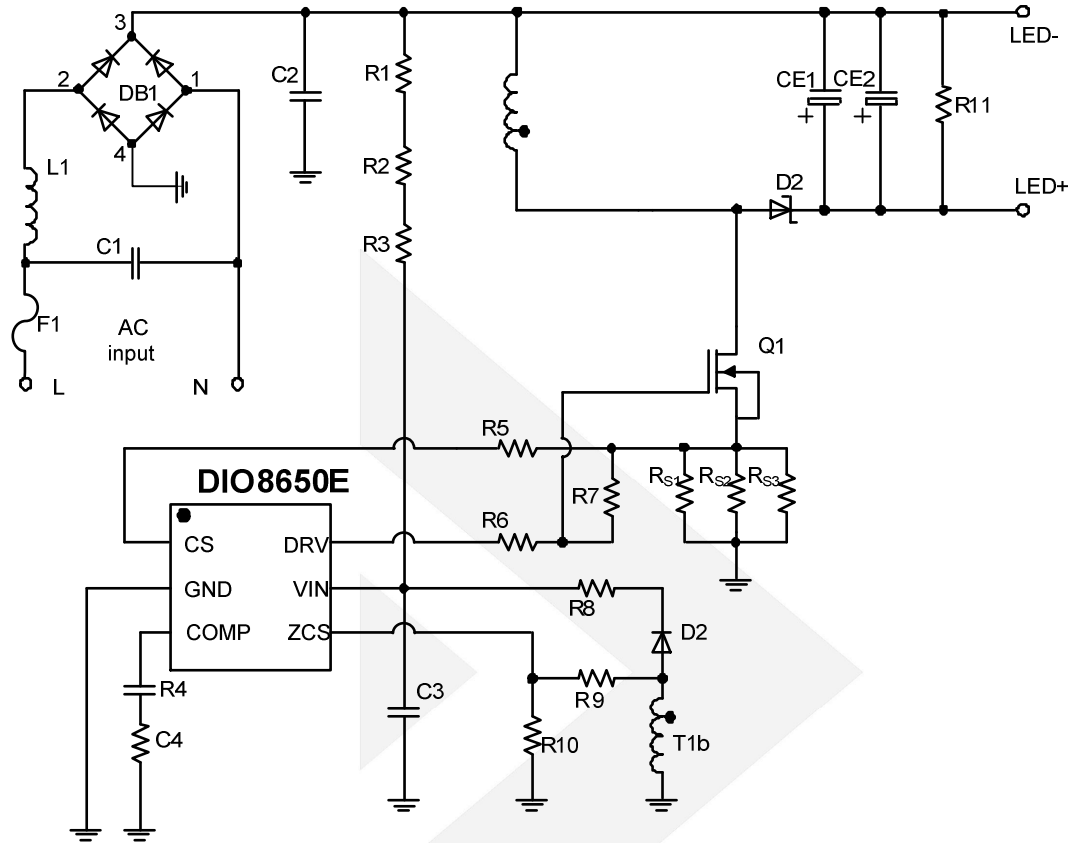 3
LED-
2
DB1
1
C2
R1
CE1
CE2
+
+
R11
4
L1
R2
D2
LED+
C1
R3
F1
AC
input
Q1
L
N
R5
DIO8650E
R7
RS1
RS2
RS3
R6
CS
DRV
GND
VIN
R8
COMP
ZCS
D2
R4
C3
R9
C4
R10
T1b